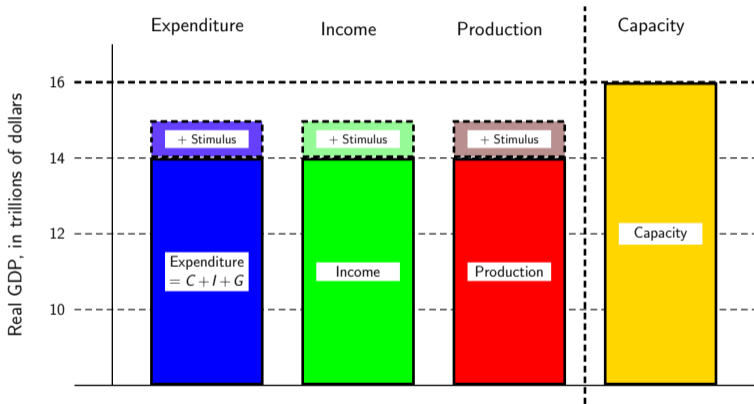 Expenditure
Income
Production
Capacity
Real GDP, in trillions of dollars
16
14
12
10
+ Stimulus
+ Stimulus
+ Stimulus
Expenditure
= C + I + G
Income
Production
Capacity